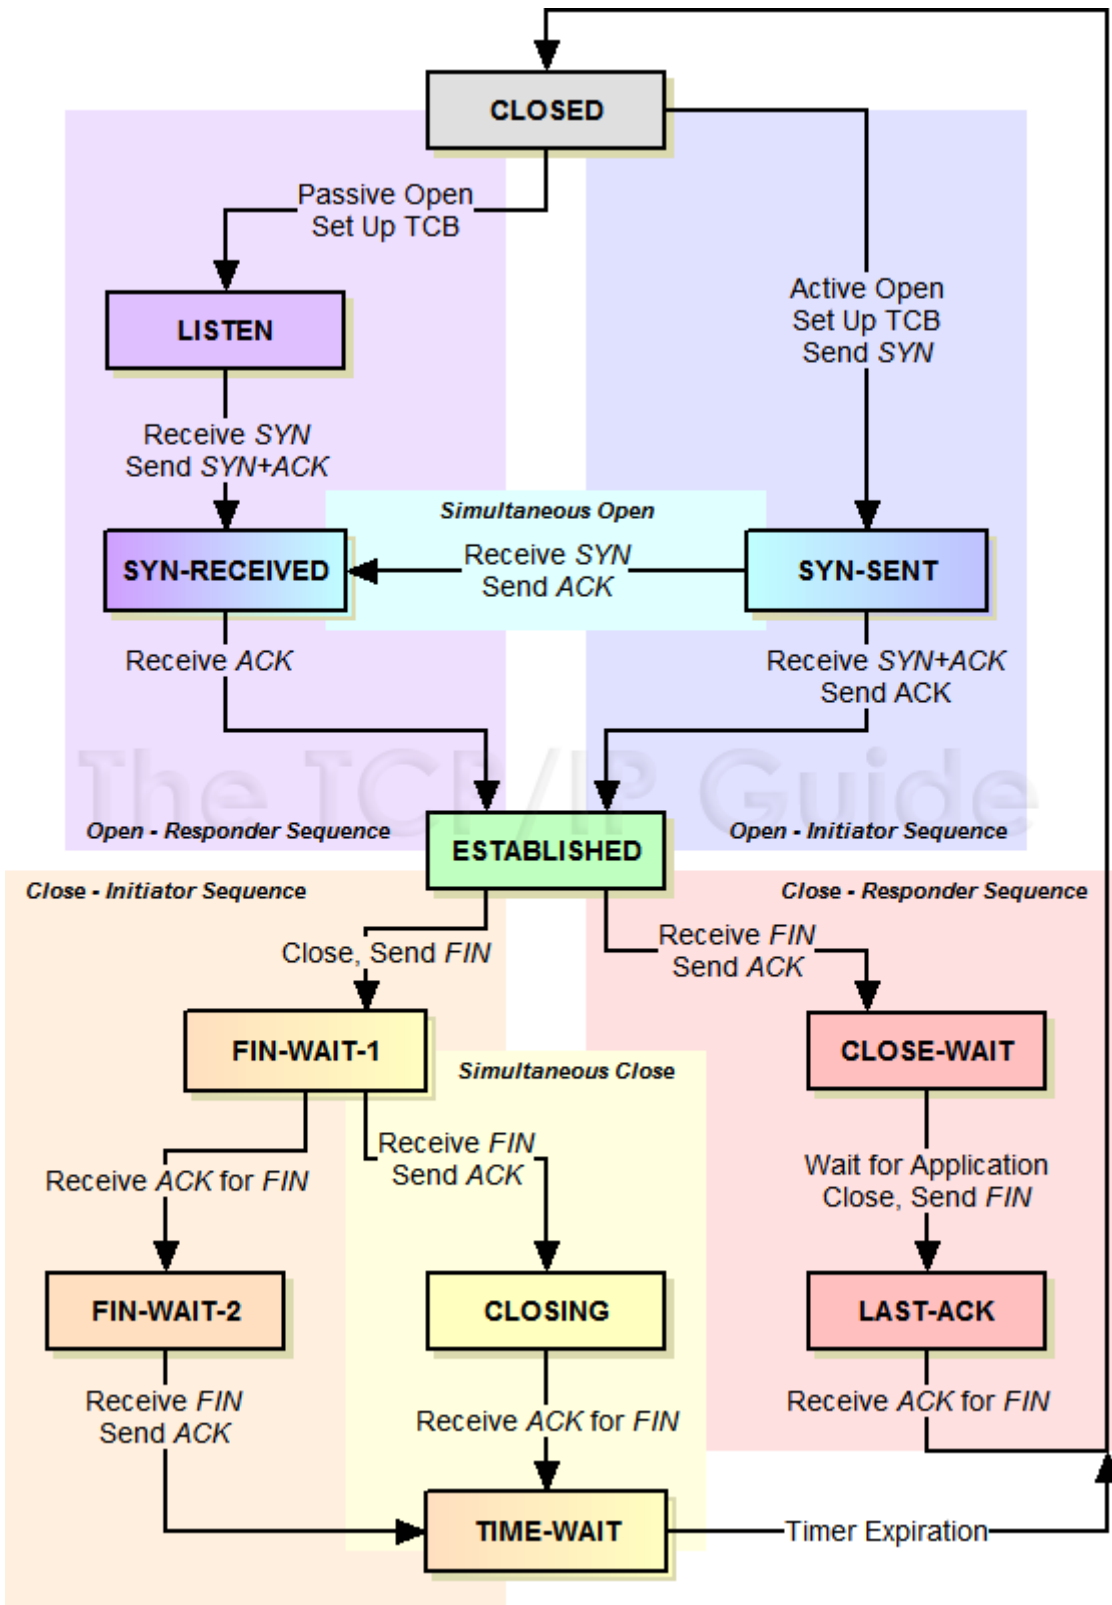 CLOSED
Passive Open
Set Up TCB
LISTEN
Active Open
Set Up TCB
Send SYN
Receive SYN
Send SYN+ACK
Simultaneous Open
SYN-RECEIVED
Receive SYN
Send ACK
SYN-SENT
Receive ACK
Receive SYN+ACK
Send ACK
The TCP/IP Guide
Open - Responder Sequence
Open - Initiator Sequence
ESTABLISHED
Close - Initiator Sequence
Close - Responder Sequence
Close, Send FIN
Receive FIN
Send ACK
FIN-WAIT-1
CLOSE-WAIT
Simultaneous Close
Receive ACK for FIN
Receive FIN
Send ACK
Wait for Application
Close, Send FIN
FIN-WAIT-2
CLOSING
LAST-ACK
Receive FIN
Send ACK
Receive ACK for FIN
Receive ACK for FIN
TIME-WAIT
Timer Expiration